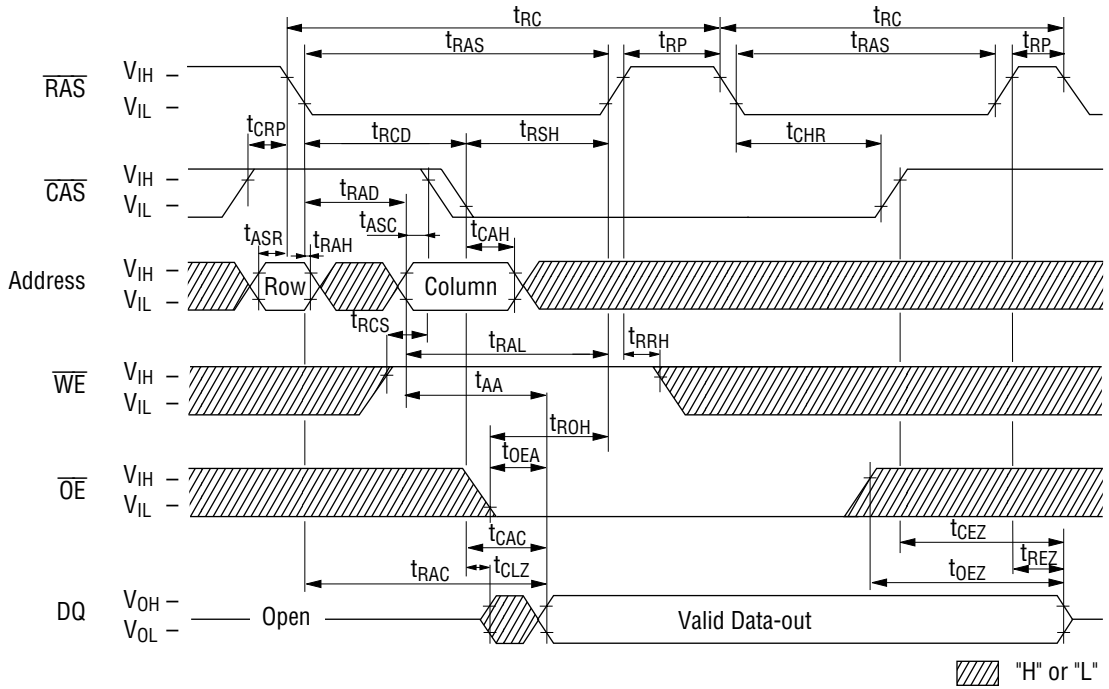 tRC tRC
tRAS tRP tRAS tRP
RAS VIH –
VIL –
tCRP tRCD tRSH tCHR
CAS VIH –
VIL –
tRAD
tASC tCAH
tASR tRAH
Address VIH –
VIL –
Row Column
tRCS tRAL tRRH
WE VIH –
VIL –
tAA
tROH
tOEA
OE VIH –
VIL –
tCAC tCEZ
tRAC tCLZ tOEZ tREZ
DQ VOH –
VOL –
Open Valid Data-out
"H" or "L"